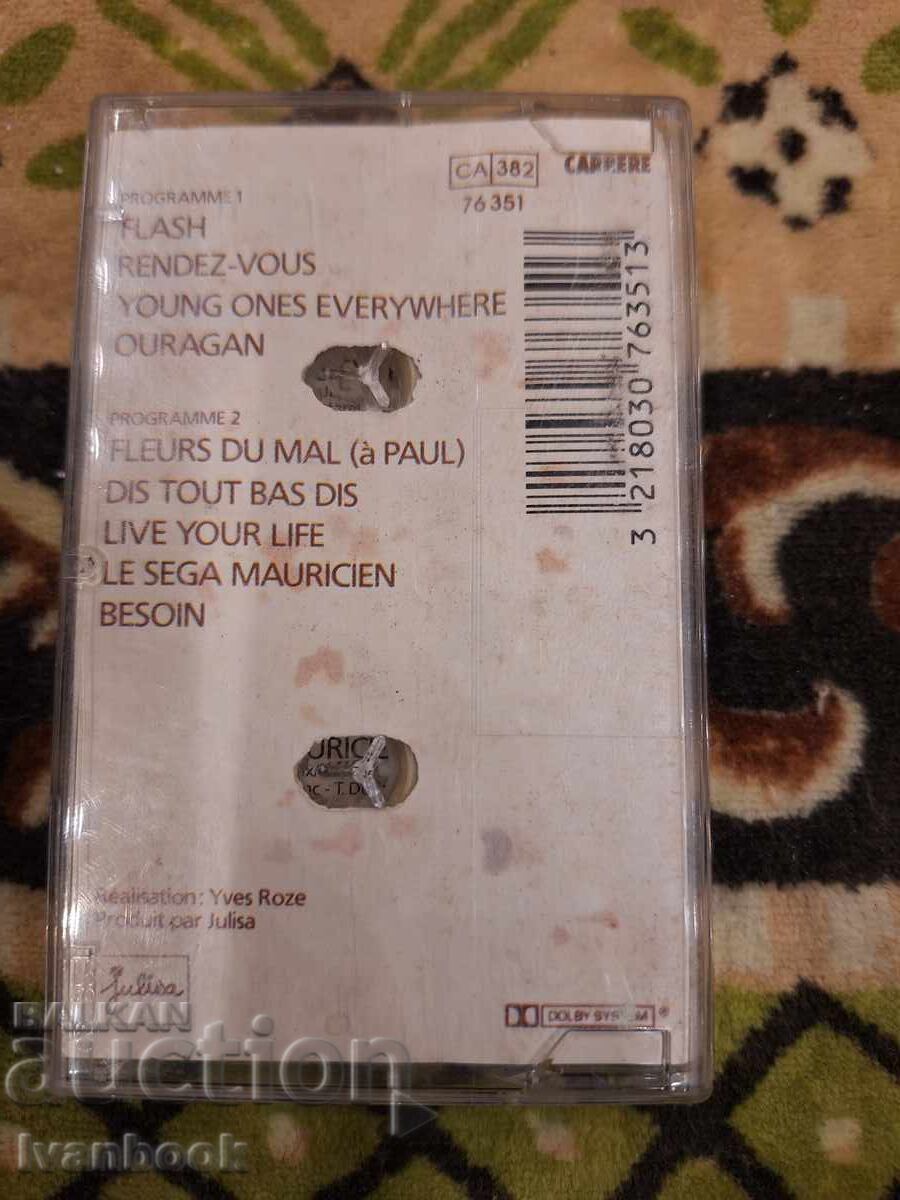 CA 382
CARRERE
76 351
PROGRAMME 1
FLASH
RENDEZ-VOUS
YOUNG ONES EVERYWHERE
OURAGAN
PROGRAMME 2
FLEURS DU MAL (à PAUL)
DIS TOUT BAS DIS
LIVE YOUR LIFE
LE SEGA MAURICIEN
BESOIN
3 218030 763513
Réalisation : Yves Roze
Produit par Julisa
julisa
DOLBY SYSTEM ®
BALKAN
auction
Ivanbook